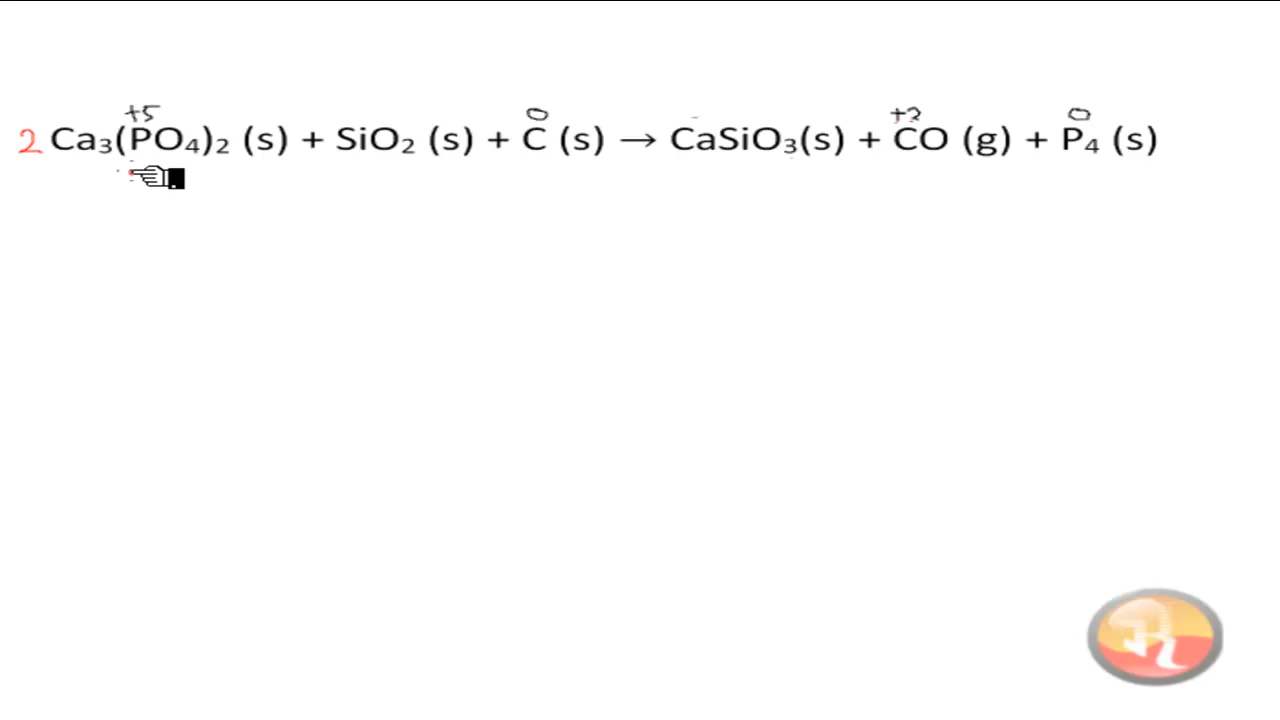 +5 0 +2 0
2 Ca₃(PO₄)₂ (s) + SiO₂ (s) + C (s) → CaSiO₃(s) + CO (g) + P₄ (s)